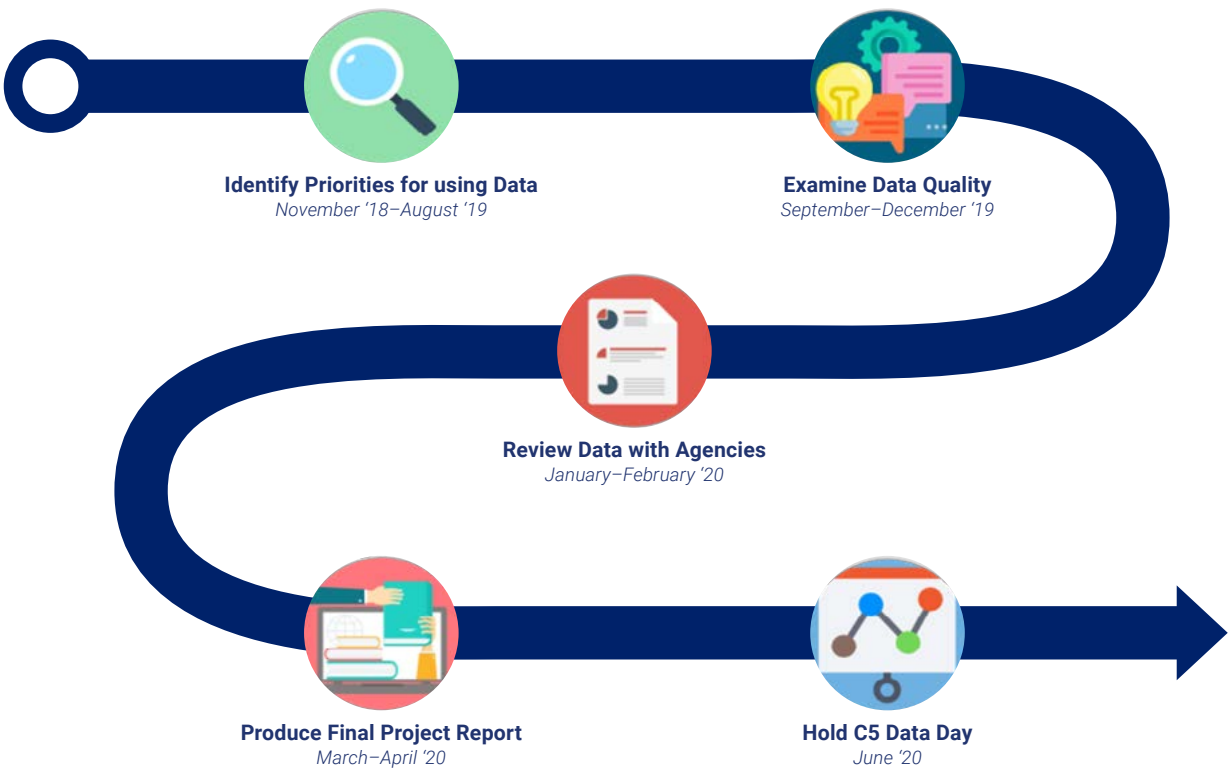 Identify Priorities for using Data
November ‘18–August ‘19
Examine Data Quality
September–December ‘19
Review Data with Agencies
January–February ‘20
Produce Final Project Report
March–April ‘20
Hold C5 Data Day
June ‘20